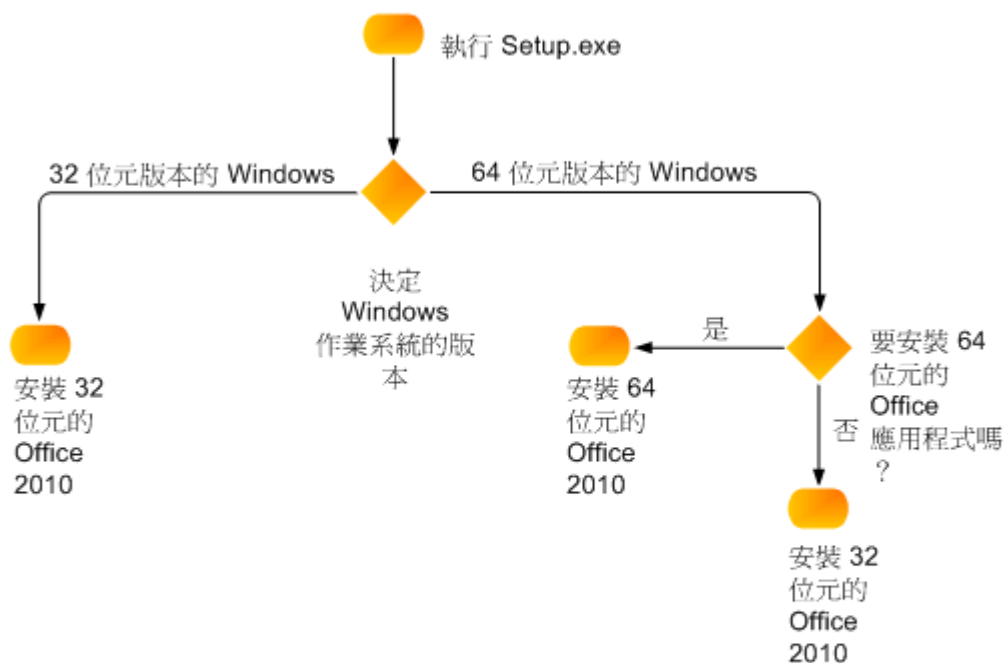 執行 Setup.exe
32 位元版本的 Windows
64 位元版本的 Windows
決定
Windows
作業系統的版
本
安裝 32
位元的
Office
2010
是
安裝 64
位元的
Office
2010
要安裝 64
位元的
Office
應用程式嗎
？
否
安裝 32
位元的
Office
2010